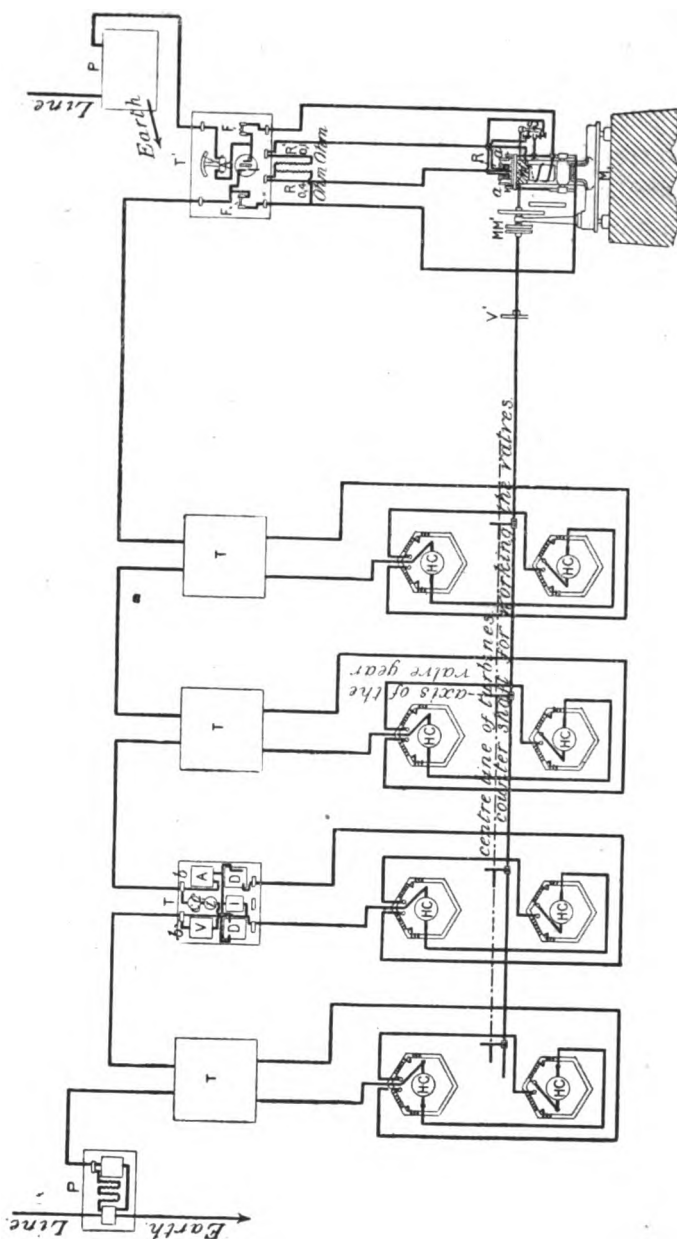 Line.
Earth
P
T
HC
HC
T
b
V
A
D
I
D
HC
HC
T
HC
HC
T
HC
HC
centre line of turbines.
counter shaft for working the valves.
-axis of the
valve gear
V'
MM'
a
R
M
T'
F.
F.
R
0,4
Ohm
R
Ohm
Line
Earth
P